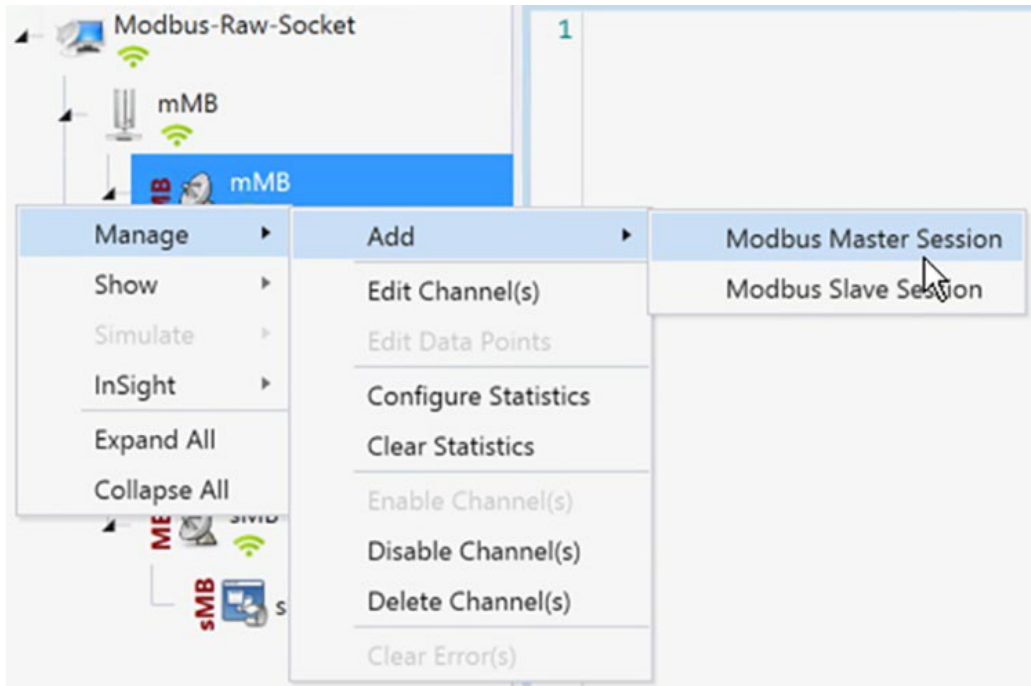 Modbus-Raw-Socket
1
mMB
mMB
Manage
Add
Modbus Master Session
Show
Edit Channel(s)
Modbus Slave Session
Simulate
Edit Data Points
InSight
Configure Statistics
Expand All
Clear Statistics
Collapse All
Enable Channel(s)
sMB
Disable Channel(s)
sMB
s
Delete Channel(s)
Clear Error(s)